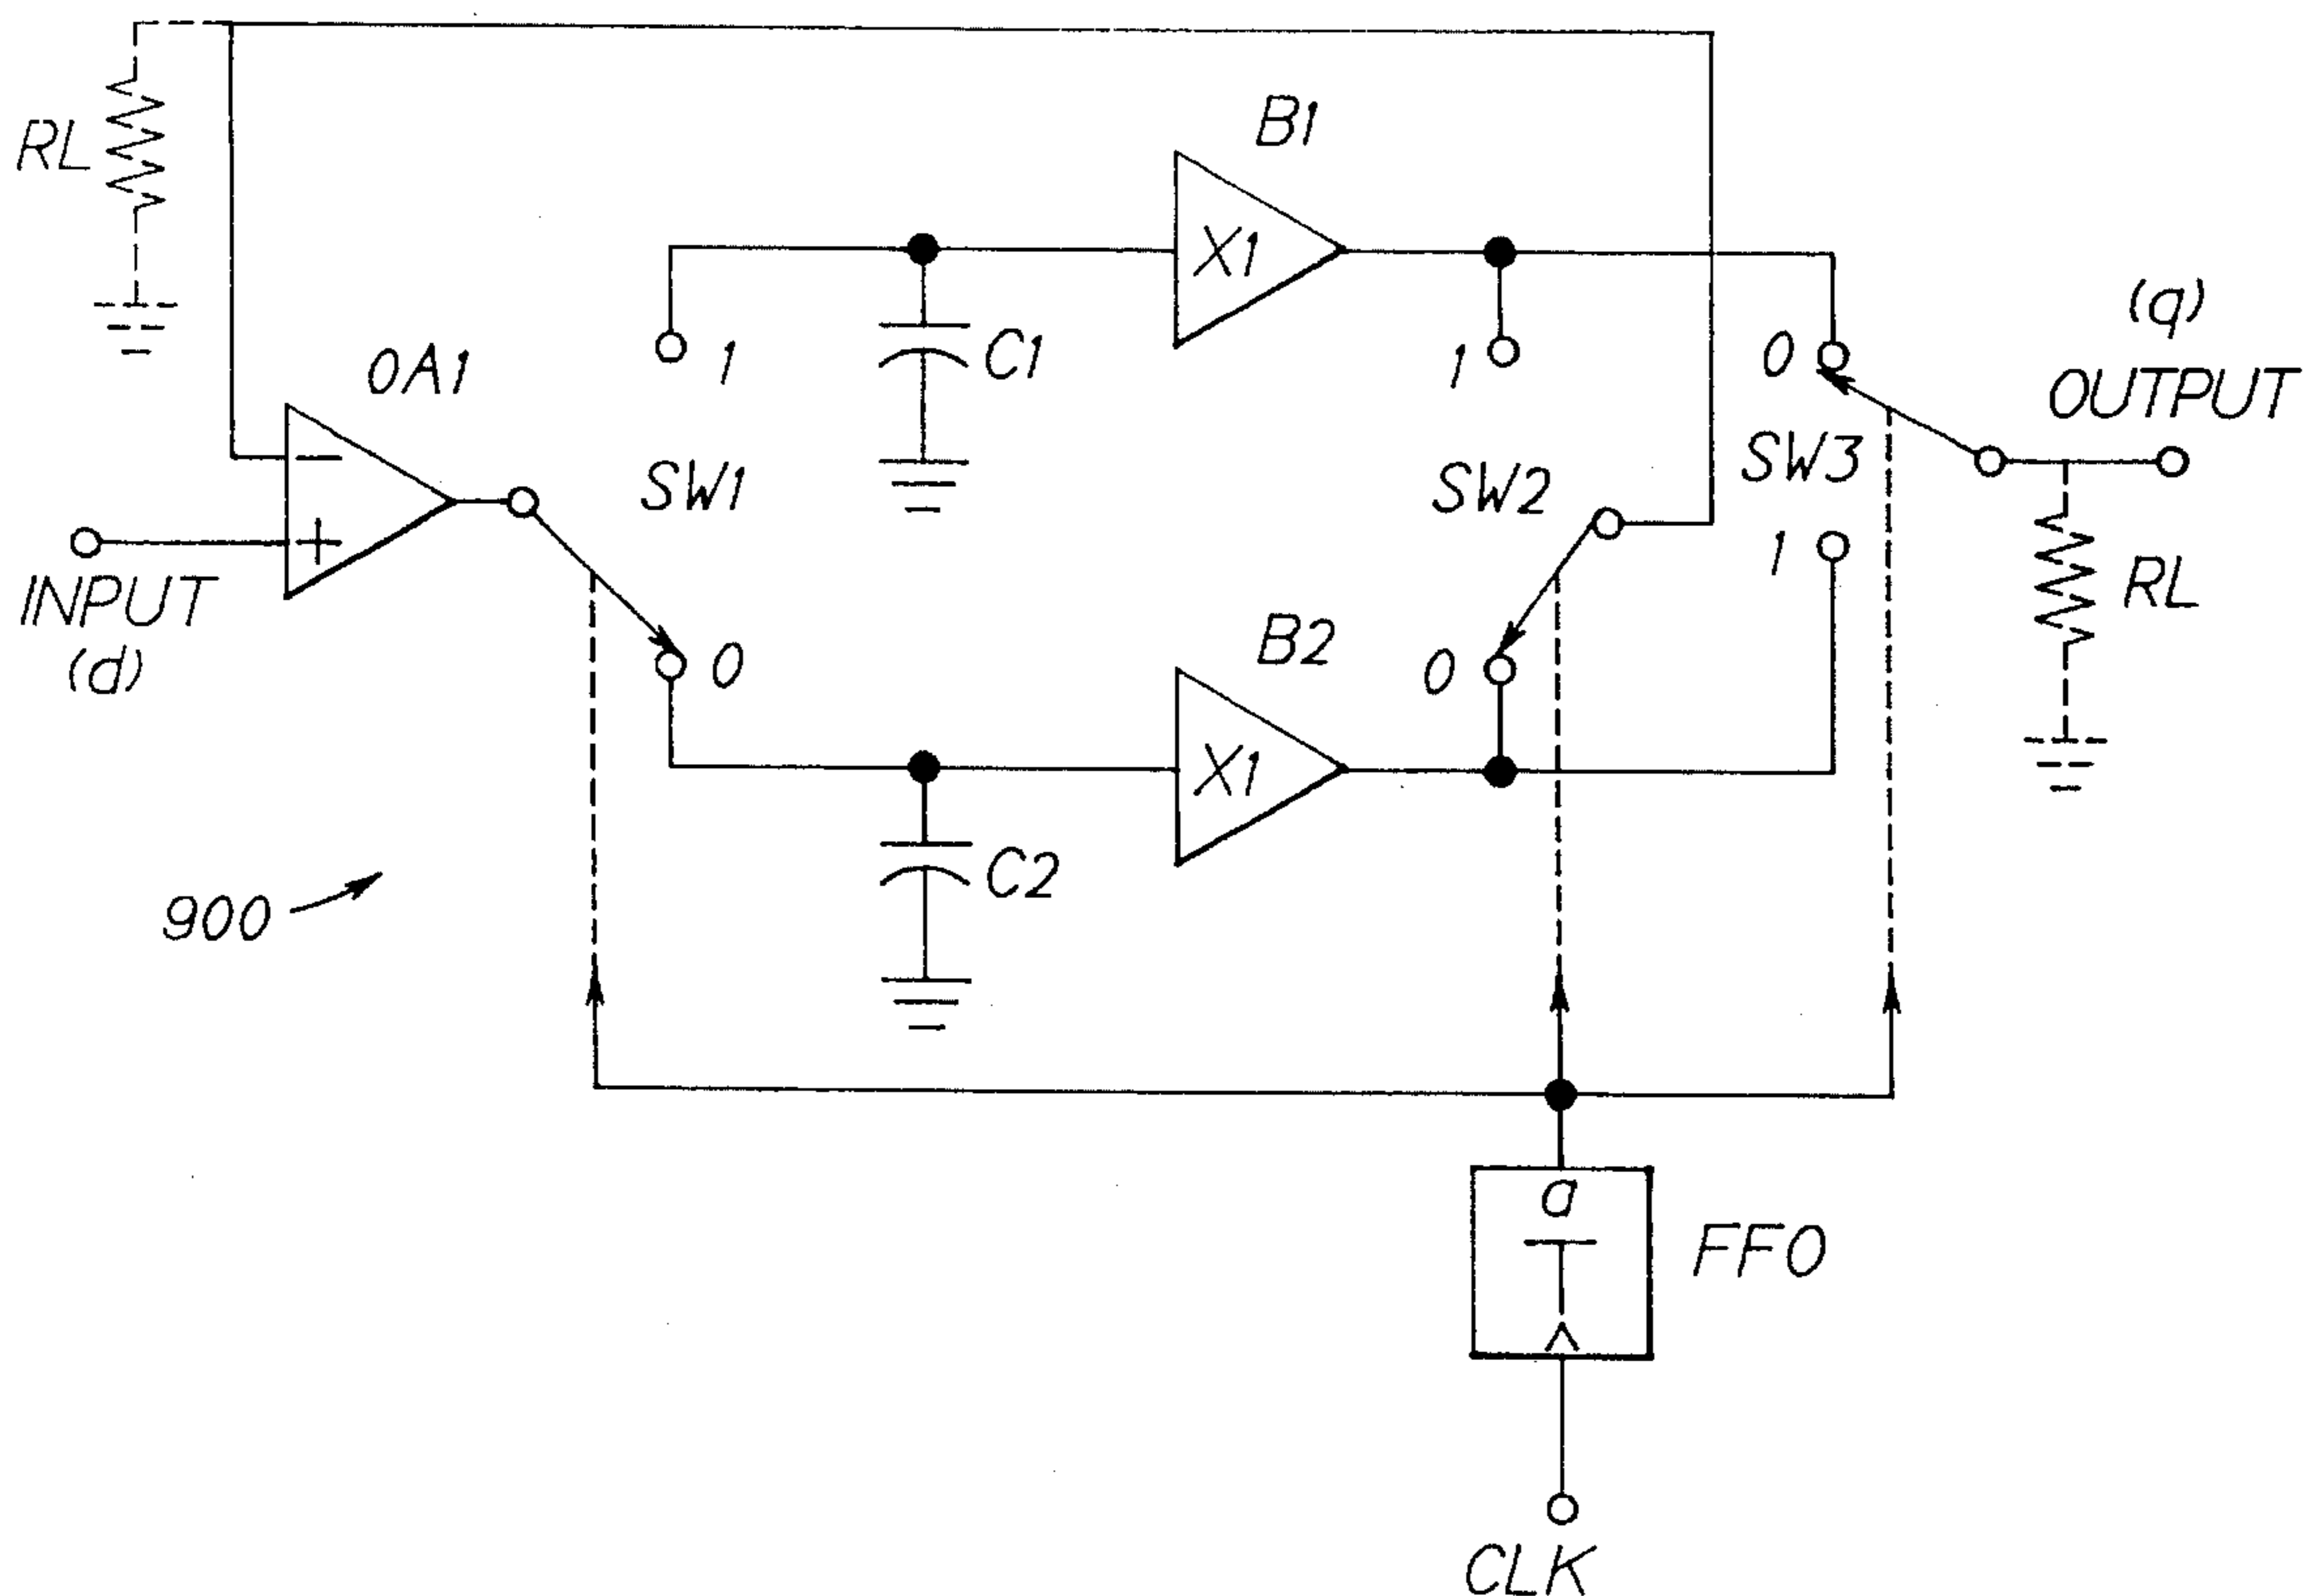 B1
RL
X1
(q)
OUTPUT
0A1
1
C1
1
0
SW1
SW2
SW3
−
+
INPUT
(d)
0
B2
0
1
RL
X1
C2
900
Q
T
FF0
CLK